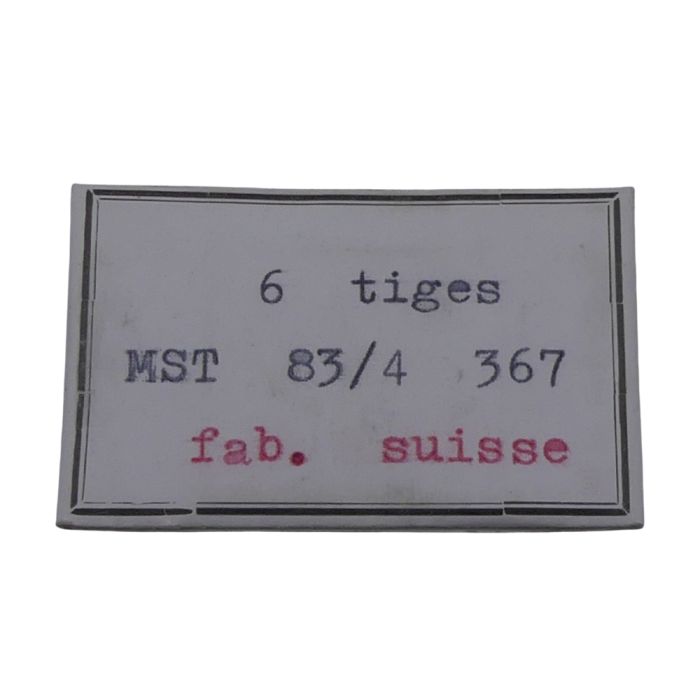 6 tiges
MST 83/4 367
fab. suisse